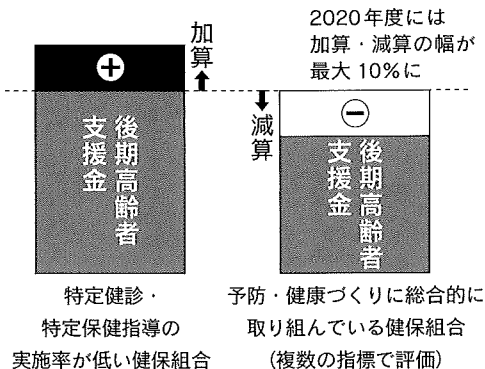 2020年度には
加算・減算の幅が
最大10%に
加算
+
後期高齢者
支援金
減算
−
後期高齢者
支援金
特定健診・
特定保健指導の
実施率が低い健保組合
予防・健康づくりに総合的に
取り組んでいる健保組合
(複数の指標で評価)